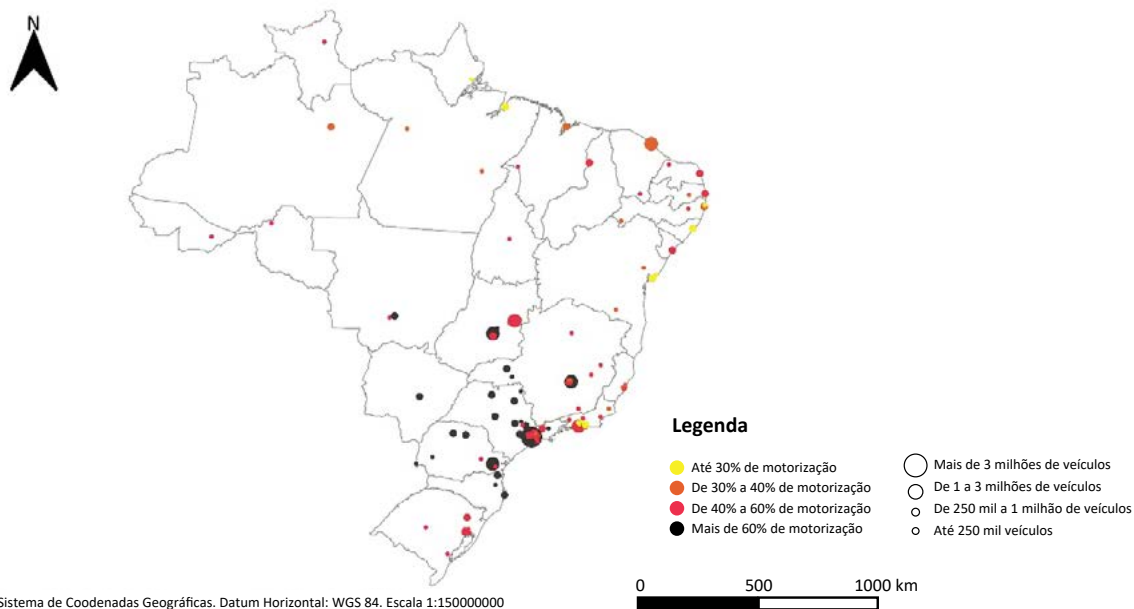 N
Legenda
Até 30% de motorização
De 30% a 40% de motorização
De 40% a 60% de motorização
Mais de 60% de motorização
Mais de 3 milhões de veículos
De 1 a 3 milhões de veículos
De 250 mil a 1 milhão de veículos
Até 250 mil veículos
0 500 1000 km
Sistema de Coodenadas Geográficas. Datum Horizontal: WGS 84. Escala 1:150000000